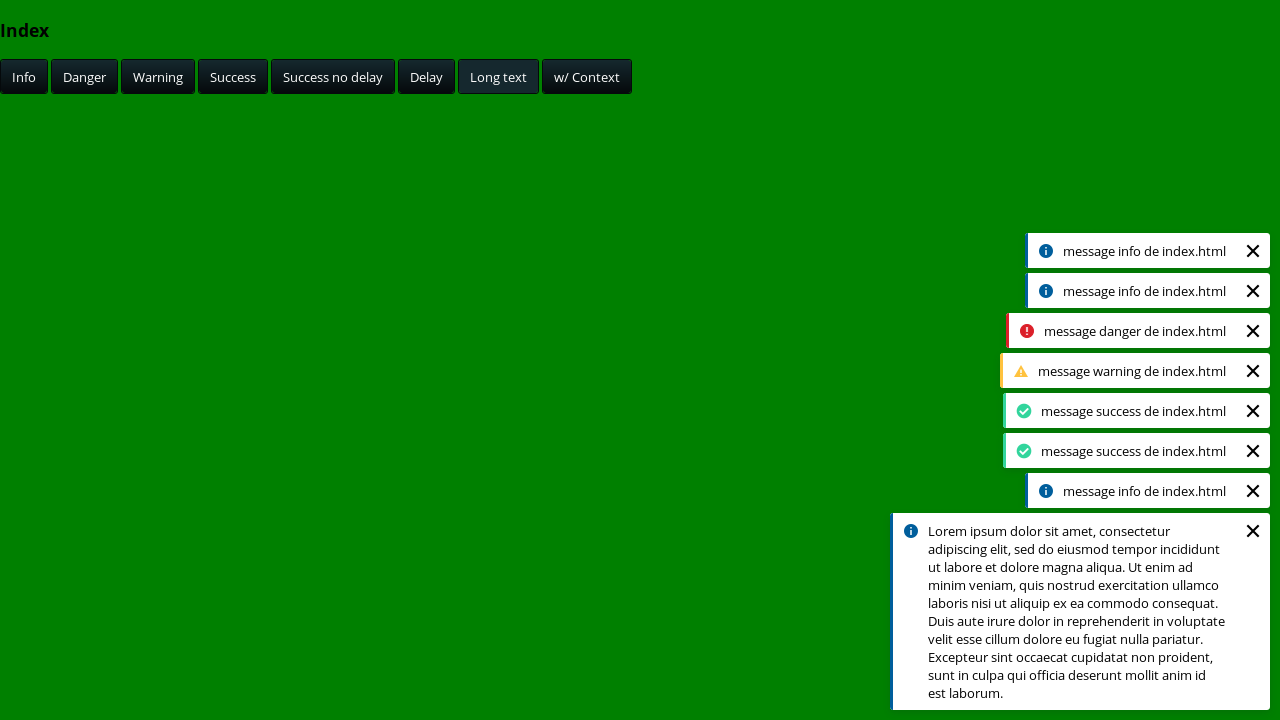 Index
Info Danger Warning Success Success no delay Delay Long text w/ Context
message info de index.html
message info de index.html
message danger de index.html
message warning de index.html
message success de index.html
message success de index.html
message info de index.html
Lorem ipsum dolor sit amet, consectetur
adipiscing elit, sed do eiusmod tempor incididunt
ut labore et dolore magna aliqua. Ut enim ad
minim veniam, quis nostrud exercitation ullamco
laboris nisi ut aliquip ex ea commodo consequat.
Duis aute irure dolor in reprehenderit in voluptate
velit esse cillum dolore eu fugiat nulla pariatur.
Excepteur sint occaecat cupidatat non proident,
sunt in culpa qui officia deserunt mollit anim id
est laborum.